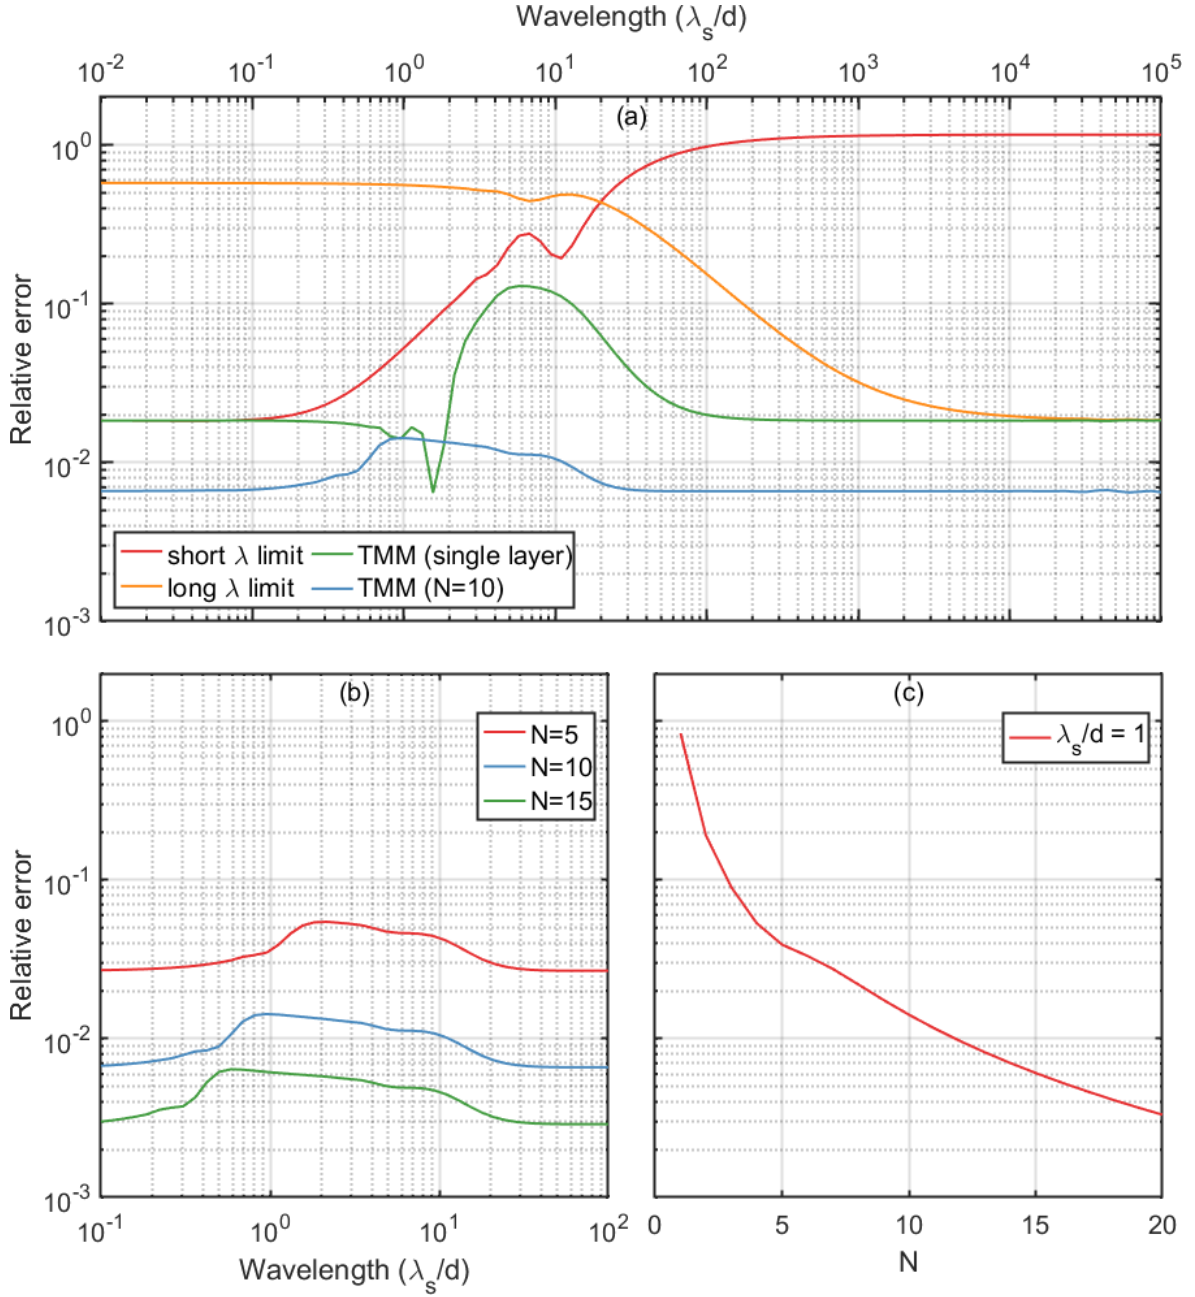 Wavelength (λs/d)
10-2 10-1 100 101 102 103 104 105
(a)
100
10-1
10-2
10-3
Relative error
short λ limit TMM (single layer)
long λ limit TMM (N=10)
(b)
100
10-1
10-2
10-3
Relative error
N=5
N=10
N=15
10-1 100 101 102
Wavelength (λs/d)
(c)
λs/d = 1
0 5 10 15 20
N